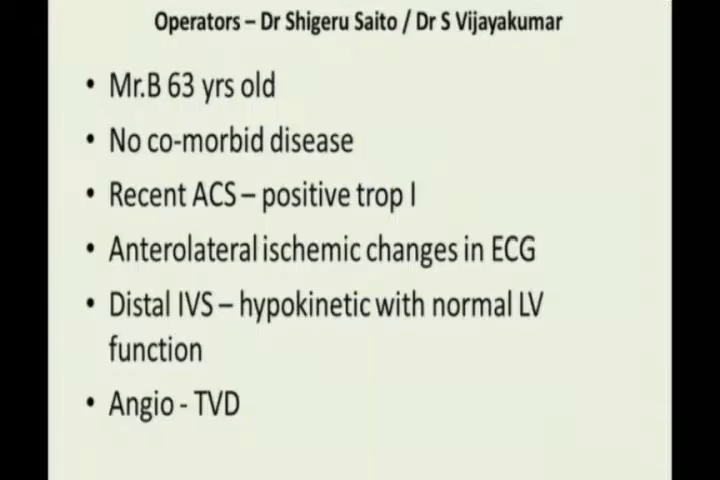 Operators – Dr Shigeru Saito / Dr S Vijayakumar
• Mr.B 63 yrs old
• No co-morbid disease
• Recent ACS – positive trop I
• Anterolateral ischemic changes in ECG
• Distal IVS – hypokinetic with normal LV
function
• Angio - TVD